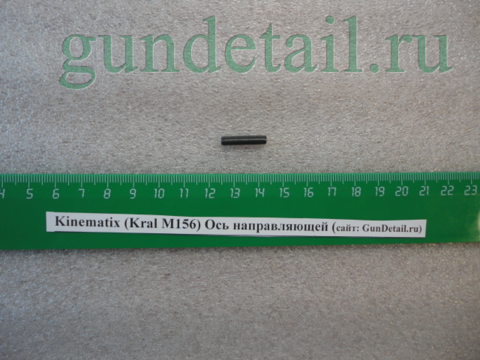 gundetail.ru
4 5 6 7 8 9 10 11 12 13 14 15 16 17 18 19 20 21 22 23
Kinematix (Kral M156) Ось направляющей (сайт: GunDetail.ru)